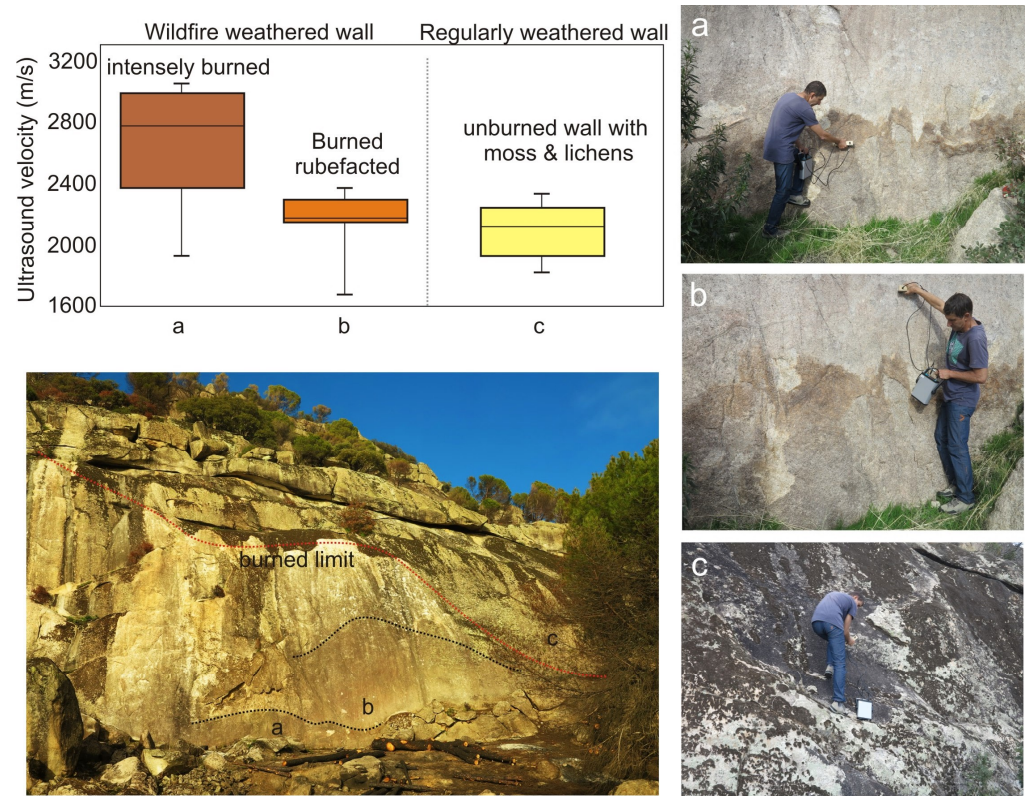 Wildfire weathered wall
Regularly weathered wall
Ultrasound velocity (m/s)
3200
2800
2400
2000
1600
intensely burned
Burned
rubefacted
unburned wall with
moss & lichens
a
b
c
burned limit
c
b
a
a
b
c